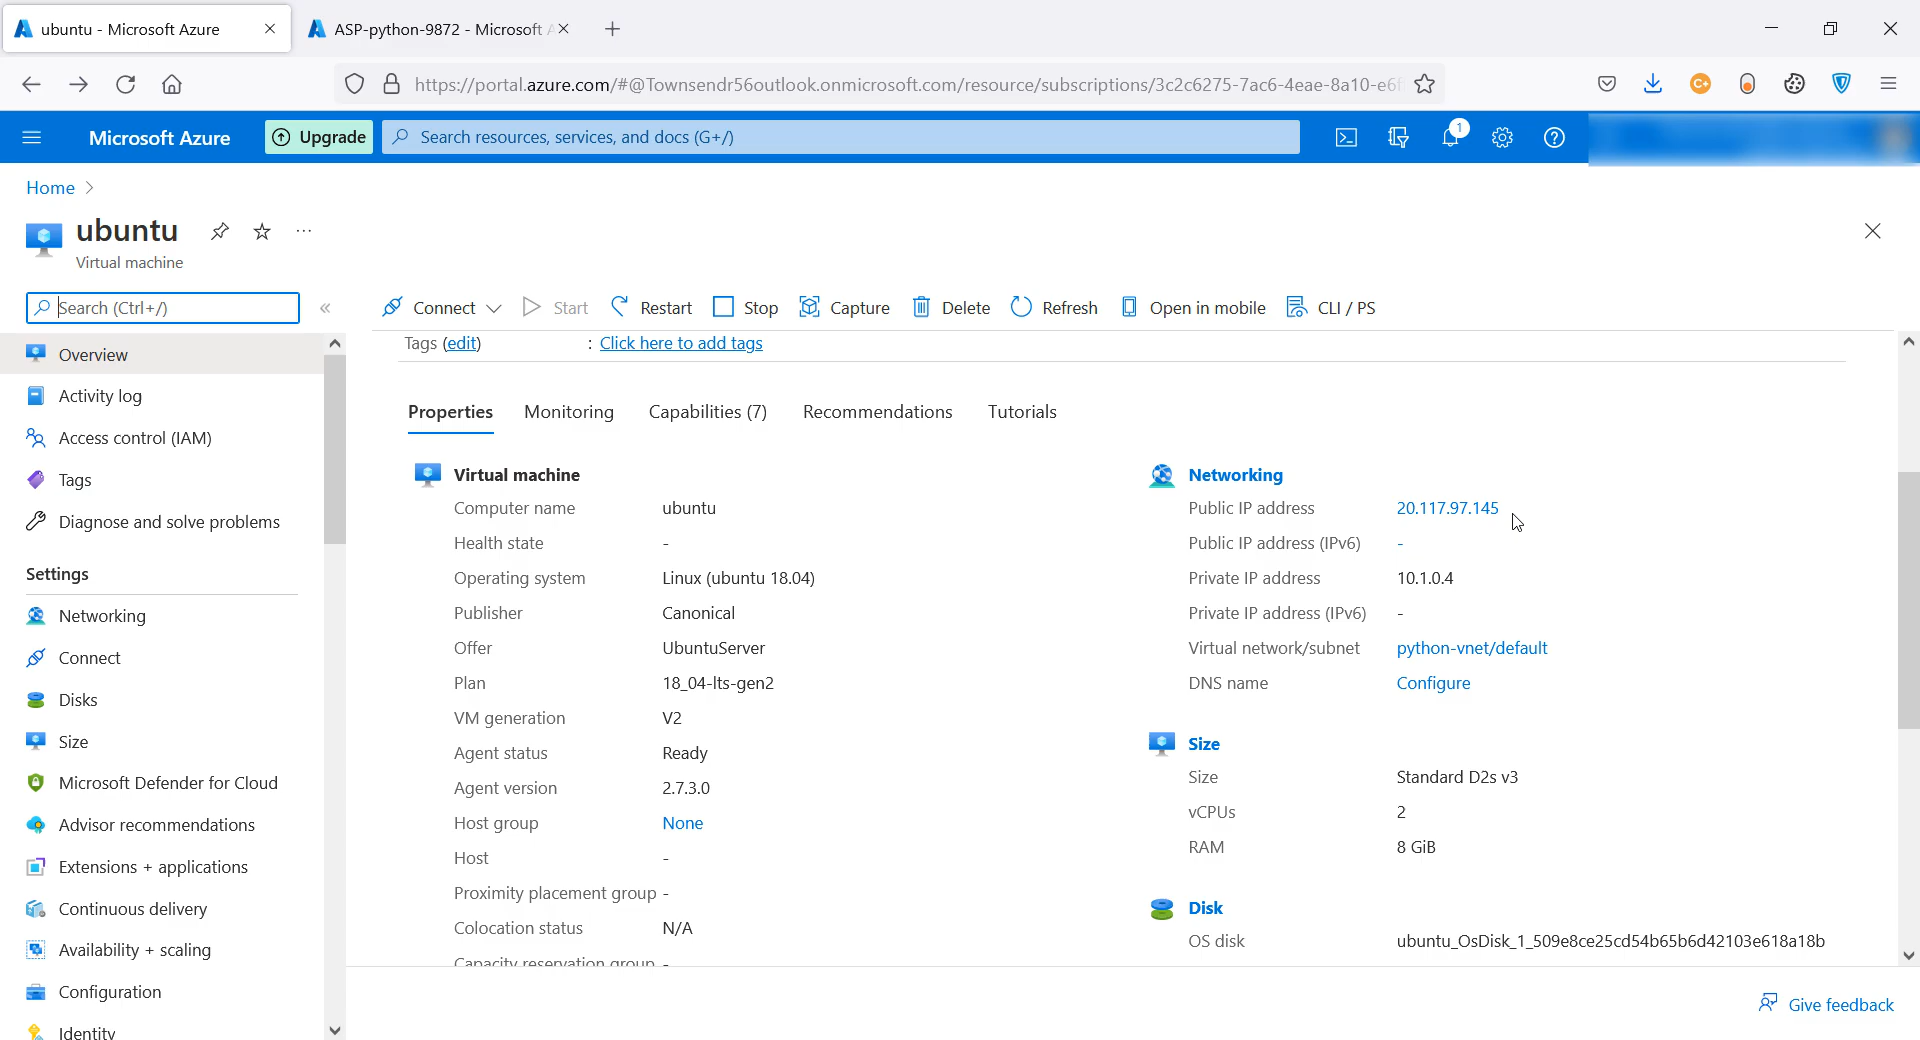 ubuntu - Microsoft Azure
ASP-python-9872 - Microsoft A
https://portal.azure.com/#@Townsendr56outlook.onmicrosoft.com/resource/subscriptions/3c2c6275-7ac6-4eae-8a10-e6f
Microsoft Azure
Upgrade
Search resources, services, and docs (G+/)
1
Home >
ubuntu
Virtual machine
Search (Ctrl+/)
Connect
Start
Restart
Stop
Capture
Delete
Refresh
Open in mobile
CLI / PS
Overview
Activity log
Access control (IAM)
Tags
Diagnose and solve problems
Settings
Networking
Connect
Disks
Size
Microsoft Defender for Cloud
Advisor recommendations
Extensions + applications
Continuous delivery
Availability + scaling
Configuration
Identity
Tags (edit) : Click here to add tags
Properties Monitoring Capabilities (7) Recommendations Tutorials
Virtual machine
Computer name ubuntu
Health state -
Operating system Linux (ubuntu 18.04)
Publisher Canonical
Offer UbuntuServer
Plan 18_04-lts-gen2
VM generation V2
Agent status Ready
Agent version 2.7.3.0
Host group None
Host -
Proximity placement group -
Colocation status N/A
Capacity reservation group -
Networking
Public IP address 20.117.97.145
Public IP address (IPv6) -
Private IP address 10.1.0.4
Private IP address (IPv6) -
Virtual network/subnet python-vnet/default
DNS name Configure
Size
Size Standard D2s v3
vCPUs 2
RAM 8 GiB
Disk
OS disk ubuntu_OsDisk_1_509e8ce25cd54b65b6d42103e618a18b
Give feedback